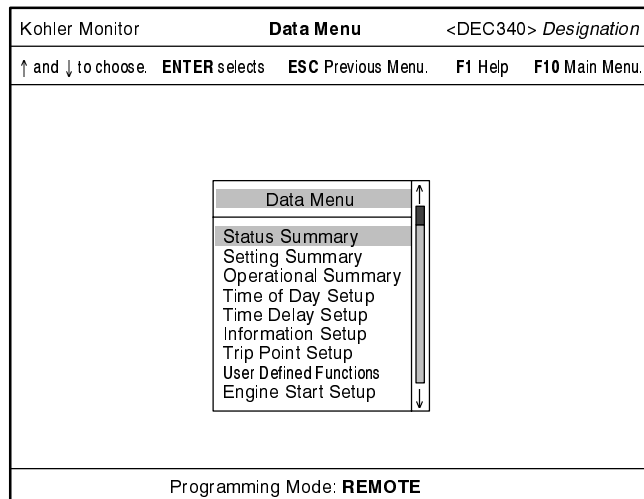 Kohler Monitor Data Menu <DEC340> Designation
↑ and ↓ to choose. ENTER selects ESC Previous Menu. F1 Help F10 Main Menu.
Data Menu
Status Summary
Setting Summary
Operational Summary
Time of Day Setup
Time Delay Setup
Information Setup
Trip Point Setup
User Defined Functions
Engine Start Setup
Programming Mode: REMOTE